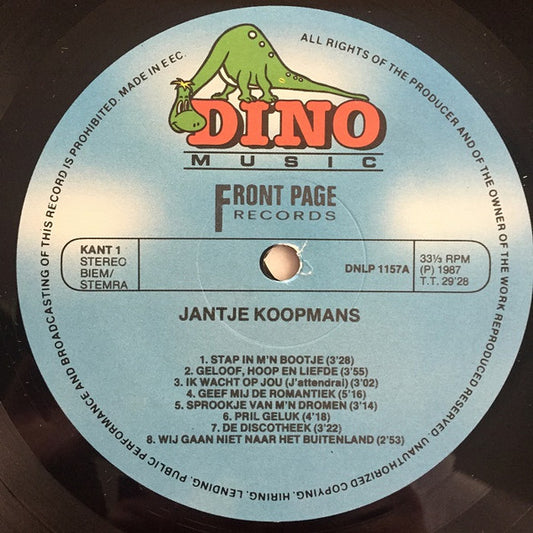 DINO
MUSIC
FRONT PAGE
RECORDS
KANT 1
STEREO
BIEM/
STEMRA
DNLP 1157A
33⅓ RPM
(P) 1987
T.T. 29'28
JANTJE KOOPMANS
1. STAP IN M'N BOOTJE (3'28)
2. GELOOF, HOOP EN LIEFDE (3'55)
3. IK WACHT OP JOU (J'attendrai) (3'02)
4. GEEF MIJ DE ROMANTIEK (5'16)
5. SPROOKJE VAN M'N DROMEN (3'14)
6. PRIL GELUK (4'18)
7. DE DISCOTHEEK (3'22)
8. WIJ GAAN NIET NAAR HET BUITENLAND (2'53)
ALL RIGHTS OF THE PRODUCER AND OF THE OWNER OF THE WORK REPRODUCED RESERVED. UNAUTHORIZED COPYING. HIRING. LENDING. PUBLIC PERFORMANCE AND BROADCASTING OF THIS RECORD IS PROHIBITED. MADE IN EEC.